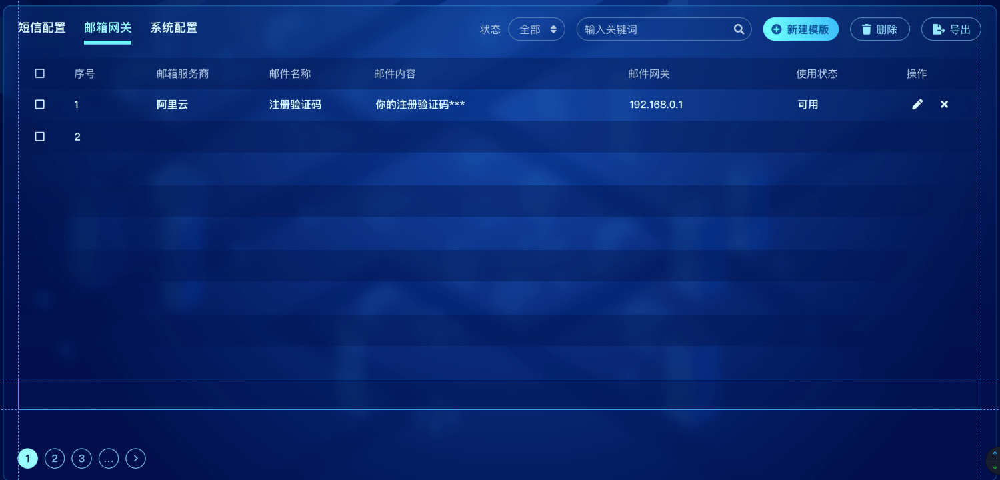 短信配置 邮箱网关 系统配置 状态 全部 输入关键词 新建模版 删除 导出
序号 邮箱服务商 邮件名称 邮件内容 邮件网关 使用状态 操作
1 阿里云 注册验证码 你的注册验证码*** 192.168.0.1 可用
2
1 2 3 ...